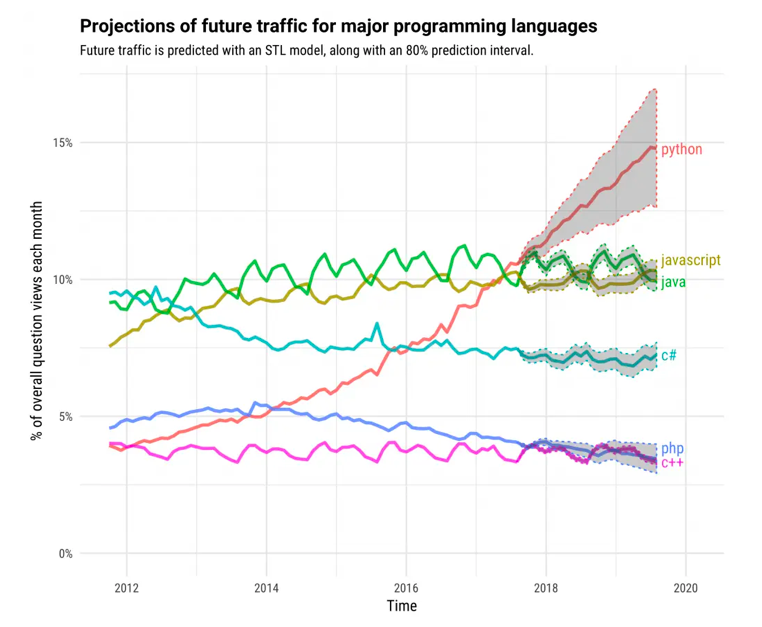 Projections of future traffic for major programming languages
Future traffic is predicted with an STL model, along with an 80% prediction interval.
% of overall question views each month
15%
10%
5%
0%
python
javascript
java
c#
php
c++
2012
2014
2016
2018
2020
Time